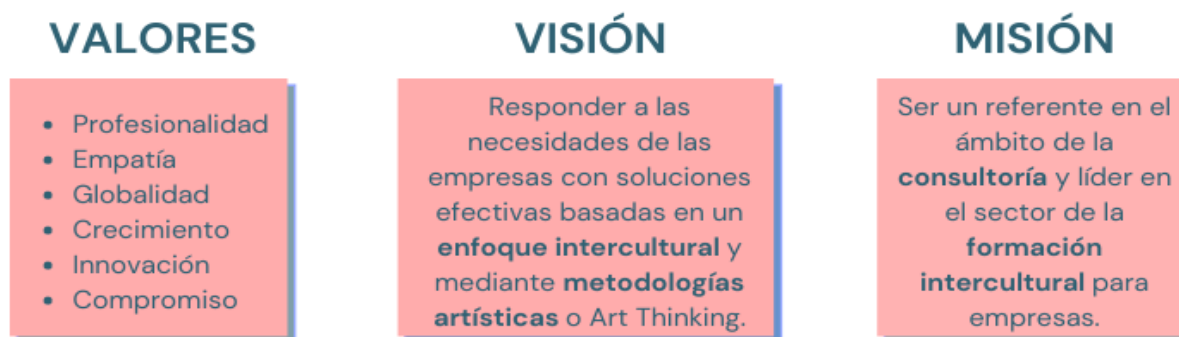 VALORES
• Profesionalidad
• Empatía
• Globalidad
• Crecimiento
• Innovación
• Compromiso
VISIÓN
Responder a las
necesidades de las
empresas con soluciones
efectivas basadas en un
enfoque intercultural y
mediante metodologías
artísticas o Art Thinking.
MISIÓN
Ser un referente en el
ámbito de la
consultoría y líder en
el sector de la
formación
intercultural para
empresas.